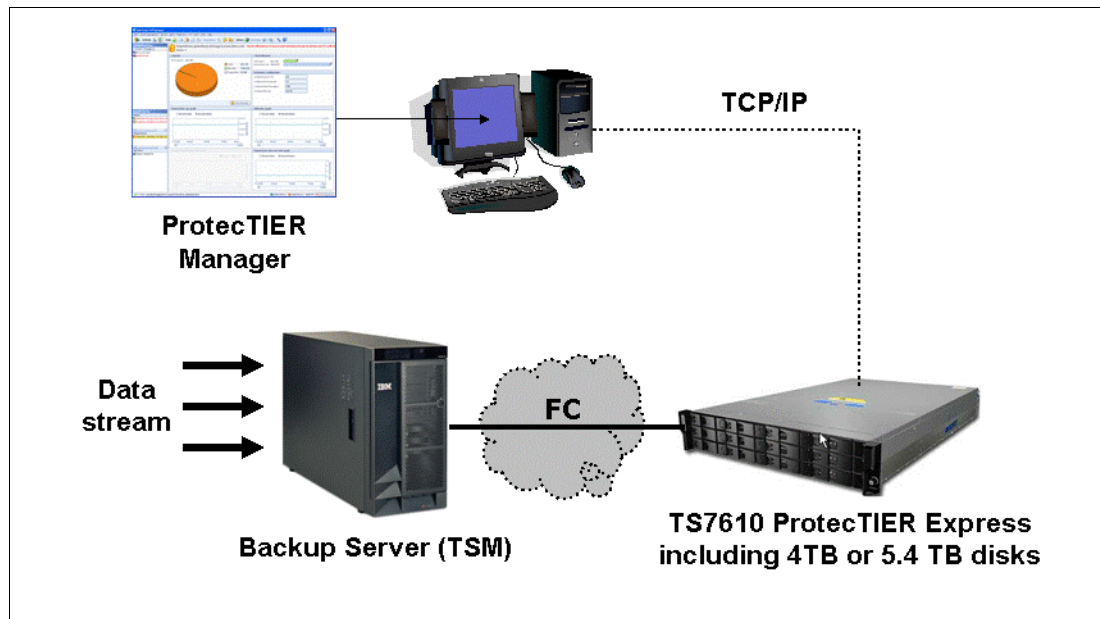 ProtecTIER
Manager
TCP/IP
Data
stream
IBM
FC
Backup Server (TSM)
TS7610 ProtecTIER Express
including 4TB or 5.4 TB disks